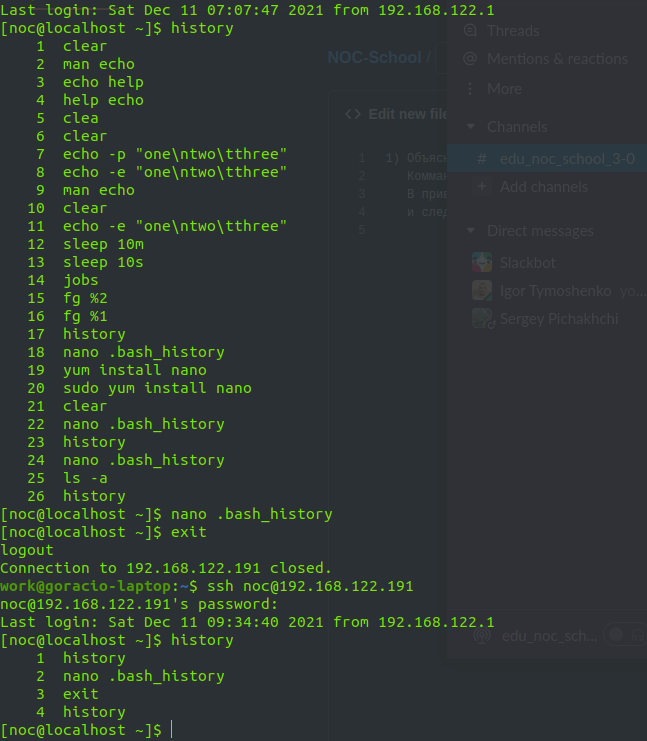 Last login: Sat Dec 11 07:07:47 2021 from 192.168.122.1
[noc@localhost ~]$ history
1 clear
2 man echo
3 echo help
4 help echo
5 clea
6 clear
7 echo -p "one\ntwo\tthree"
8 echo -e "one\ntwo\tthree"
9 man echo
10 clear
11 echo -e "one\ntwo\tthree"
12 sleep 10m
13 sleep 10s
14 jobs
15 fg %2
16 fg %1
17 history
18 nano .bash_history
19 yum install nano
20 sudo yum install nano
21 clear
22 nano .bash_history
23 history
24 nano .bash_history
25 ls -a
26 history
[noc@localhost ~]$ nano .bash_history
[noc@localhost ~]$ exit
logout
Connection to 192.168.122.191 closed.
work@goracio-laptop:~$ ssh noc@192.168.122.191
noc@192.168.122.191's password:
Last login: Sat Dec 11 09:34:40 2021 from 192.168.122.1
[noc@localhost ~]$ history
1 history
2 nano .bash_history
3 exit
4 history
[noc@localhost ~]$
NOC-School /
<> Edit new file
1 1) Объясн
2 Комман
3 В прив
4 и след
5
Threads
@ Mentions & reactions
More
Channels
# edu_noc_school_3-0
+ Add channels
Direct messages
Slackbot
Igor Tymoshenko yo...
Sergey Pichakhchi
edu_noc_sch...